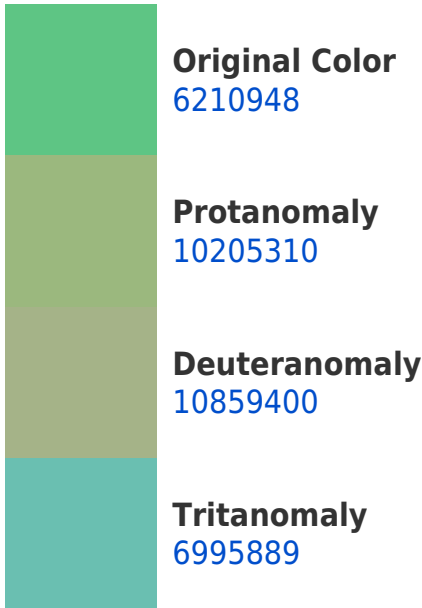 Original Color
6210948
Protanomaly
10205310
Deuteranomaly
10859400
Tritanomaly
6995889